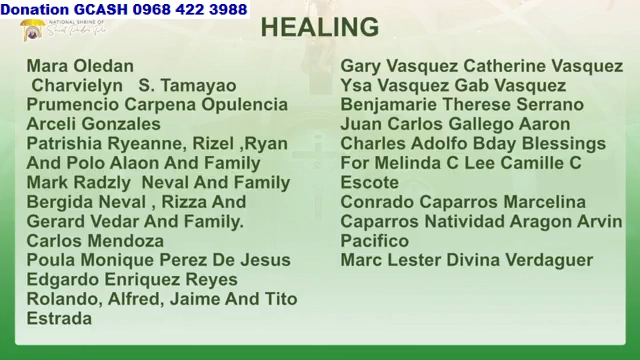 Donation GCASH 0968 422 3988
NATIONAL SHRINE OF
Saint Padre Pio
HEALING
Mara Oledan
Charvielyn S. Tamayao
Prumencio Carpena Opulencia
Arceli Gonzales
Patrishia Ryeanne, Rizel ,Ryan
And Polo Alaon And Family
Mark Radzly Neval And Family
Bergida Neval , Rizza And
Gerard Vedar And Family.
Carlos Mendoza
Poula Monique Perez De Jesus
Edgardo Enriquez Reyes
Rolando, Alfred, Jaime And Tito
Estrada
Gary Vasquez Catherine Vasquez
Ysa Vasquez Gab Vasquez
Benjamarie Therese Serrano
Juan Carlos Gallego Aaron
Charles Adolfo Bday Blessings
For Melinda C Lee Camille C
Escote
Conrado Caparros Marcelina
Caparros Natividad Aragon Arvin
Pacifico
Marc Lester Divina Verdaguer